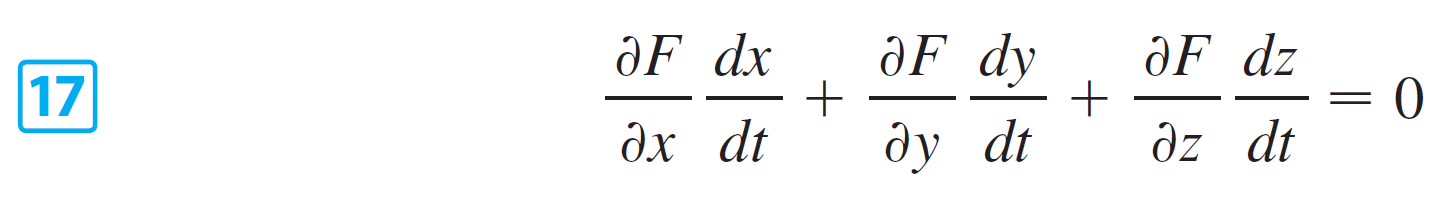 17 ∂F/∂x dx/dt + ∂F/∂y dy/dt + ∂F/∂z dz/dt = 0